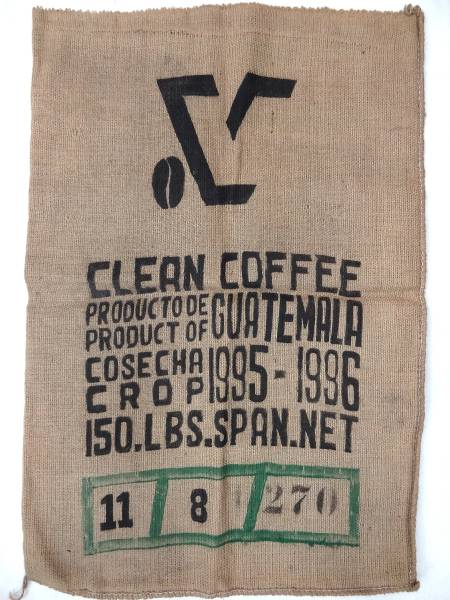 CLEAN COFFEE
PRODUCTO DE
PRODUCT OF GUATEMALA
COSECHA
CROP 1995-1996
150.LBS.SPAN.NET
11 8 270